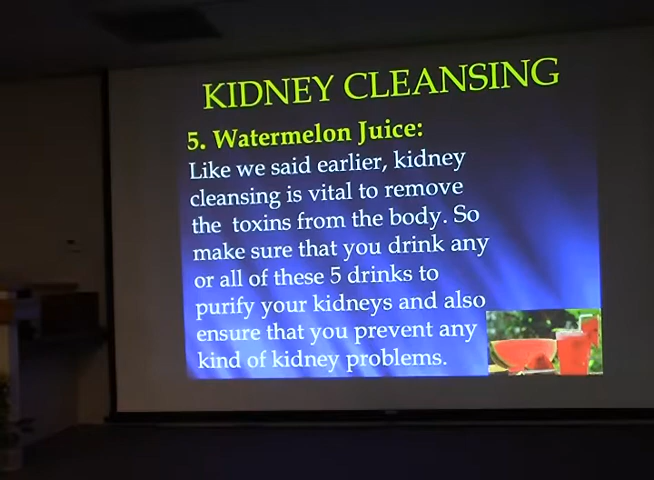 KIDNEY CLEANSING
5. Watermelon Juice:
Like we said earlier, kidney
cleansing is vital to remove
the toxins from the body. So
make sure that you drink any
or all of these 5 drinks to
purify your kidneys and also
ensure that you prevent any
kind of kidney problems.